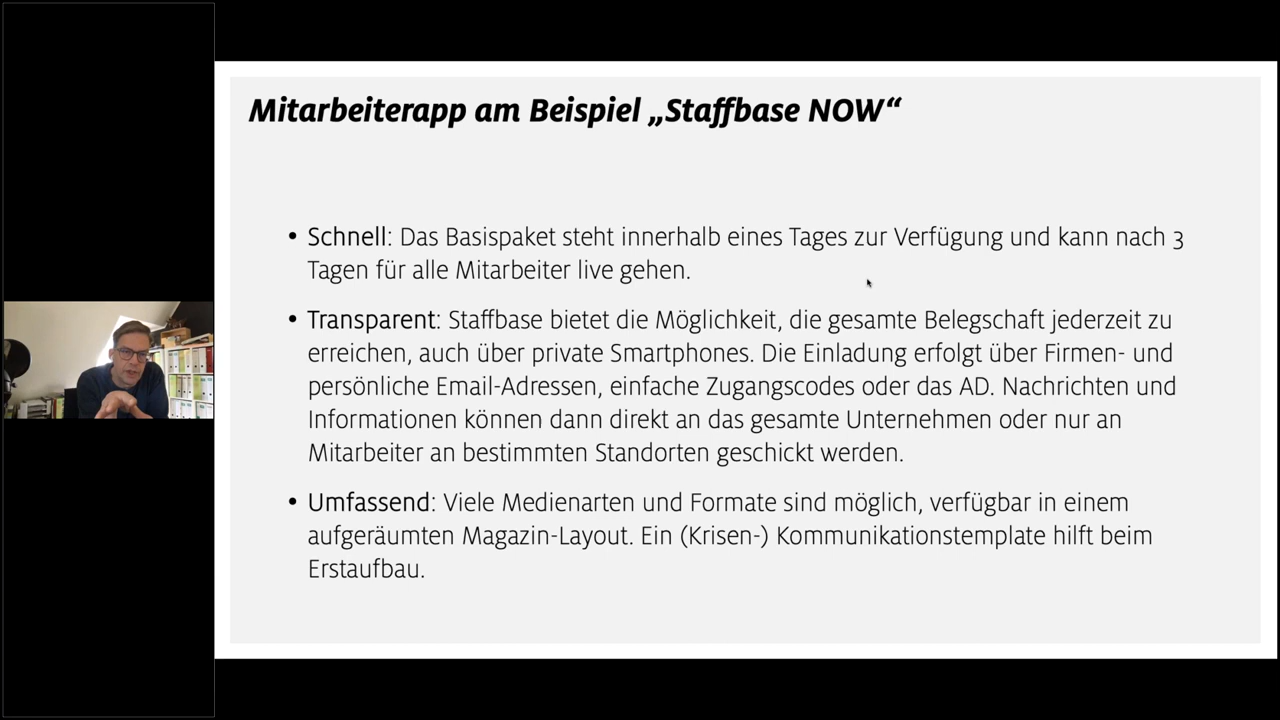 Mitarbeiterapp am Beispiel „Staffbase NOW“
• Schnell: Das Basispaket steht innerhalb eines Tages zur Verfügung und kann nach 3
Tagen für alle Mitarbeiter live gehen.
• Transparent: Staffbase bietet die Möglichkeit, die gesamte Belegschaft jederzeit zu
erreichen, auch über private Smartphones. Die Einladung erfolgt über Firmen- und
persönliche Email-Adressen, einfache Zugangscodes oder das AD. Nachrichten und
Informationen können dann direkt an das gesamte Unternehmen oder nur an
Mitarbeiter an bestimmten Standorten geschickt werden.
• Umfassend: Viele Medienarten und Formate sind möglich, verfügbar in einem
aufgeräumten Magazin-Layout. Ein (Krisen-) Kommunikationstemplate hilft beim
Erstaufbau.